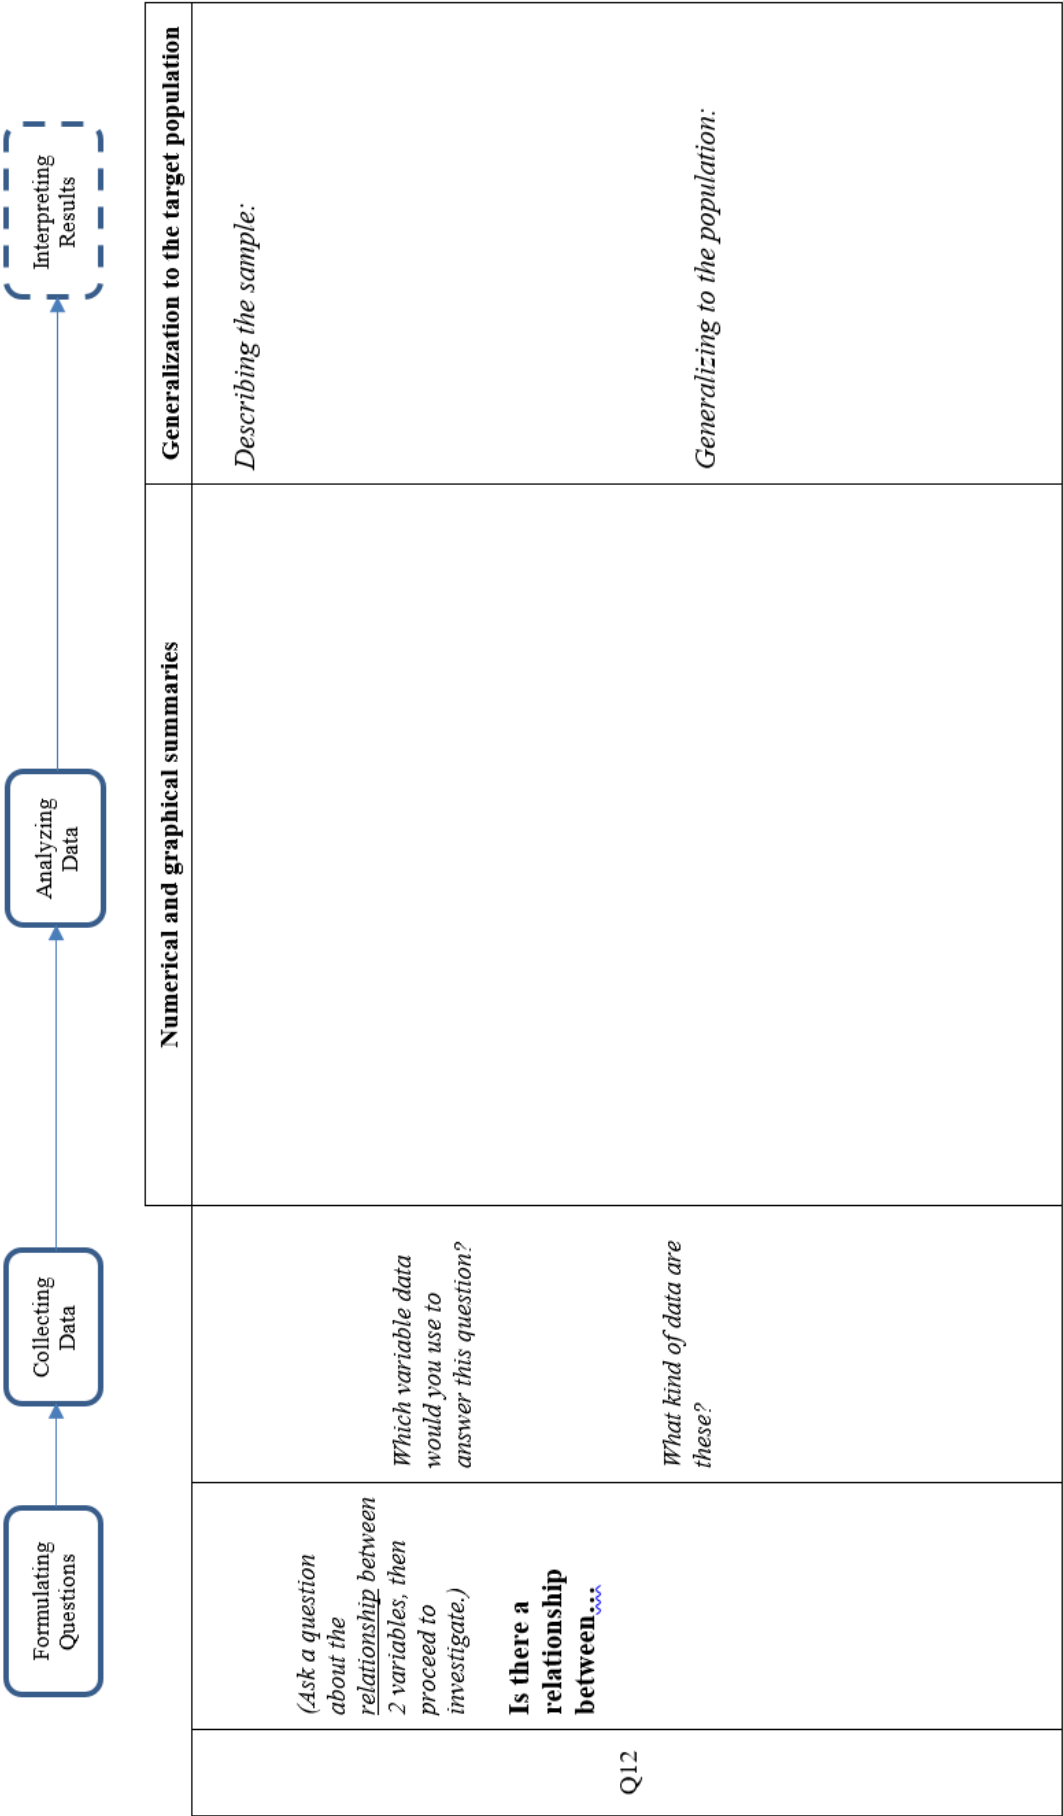 Formulating
Questions
Collecting
Data
Analyzing
Data
Interpreting
Results
Numerical and graphical summaries
Generalization to the target population
Q12
(Ask a question
about the
relationship between
2 variables, then
proceed to
investigate.)
Is there a
relationship
between…
Which variable data
would you use to
answer this question?
What kind of data are
these?
Describing the sample:
Generalizing to the population: